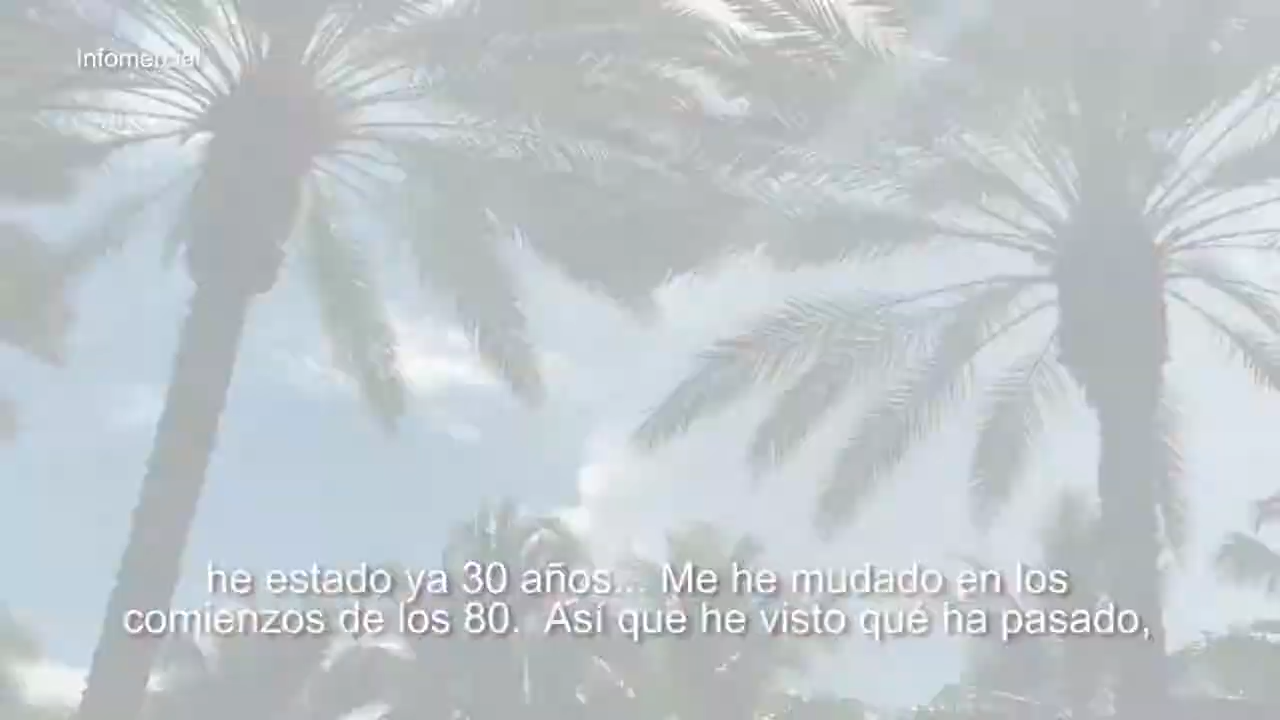 Infomercial
he estado ya 30 años... Me he mudado en los
comienzos de los 80.  Así que he visto qué ha pasado,